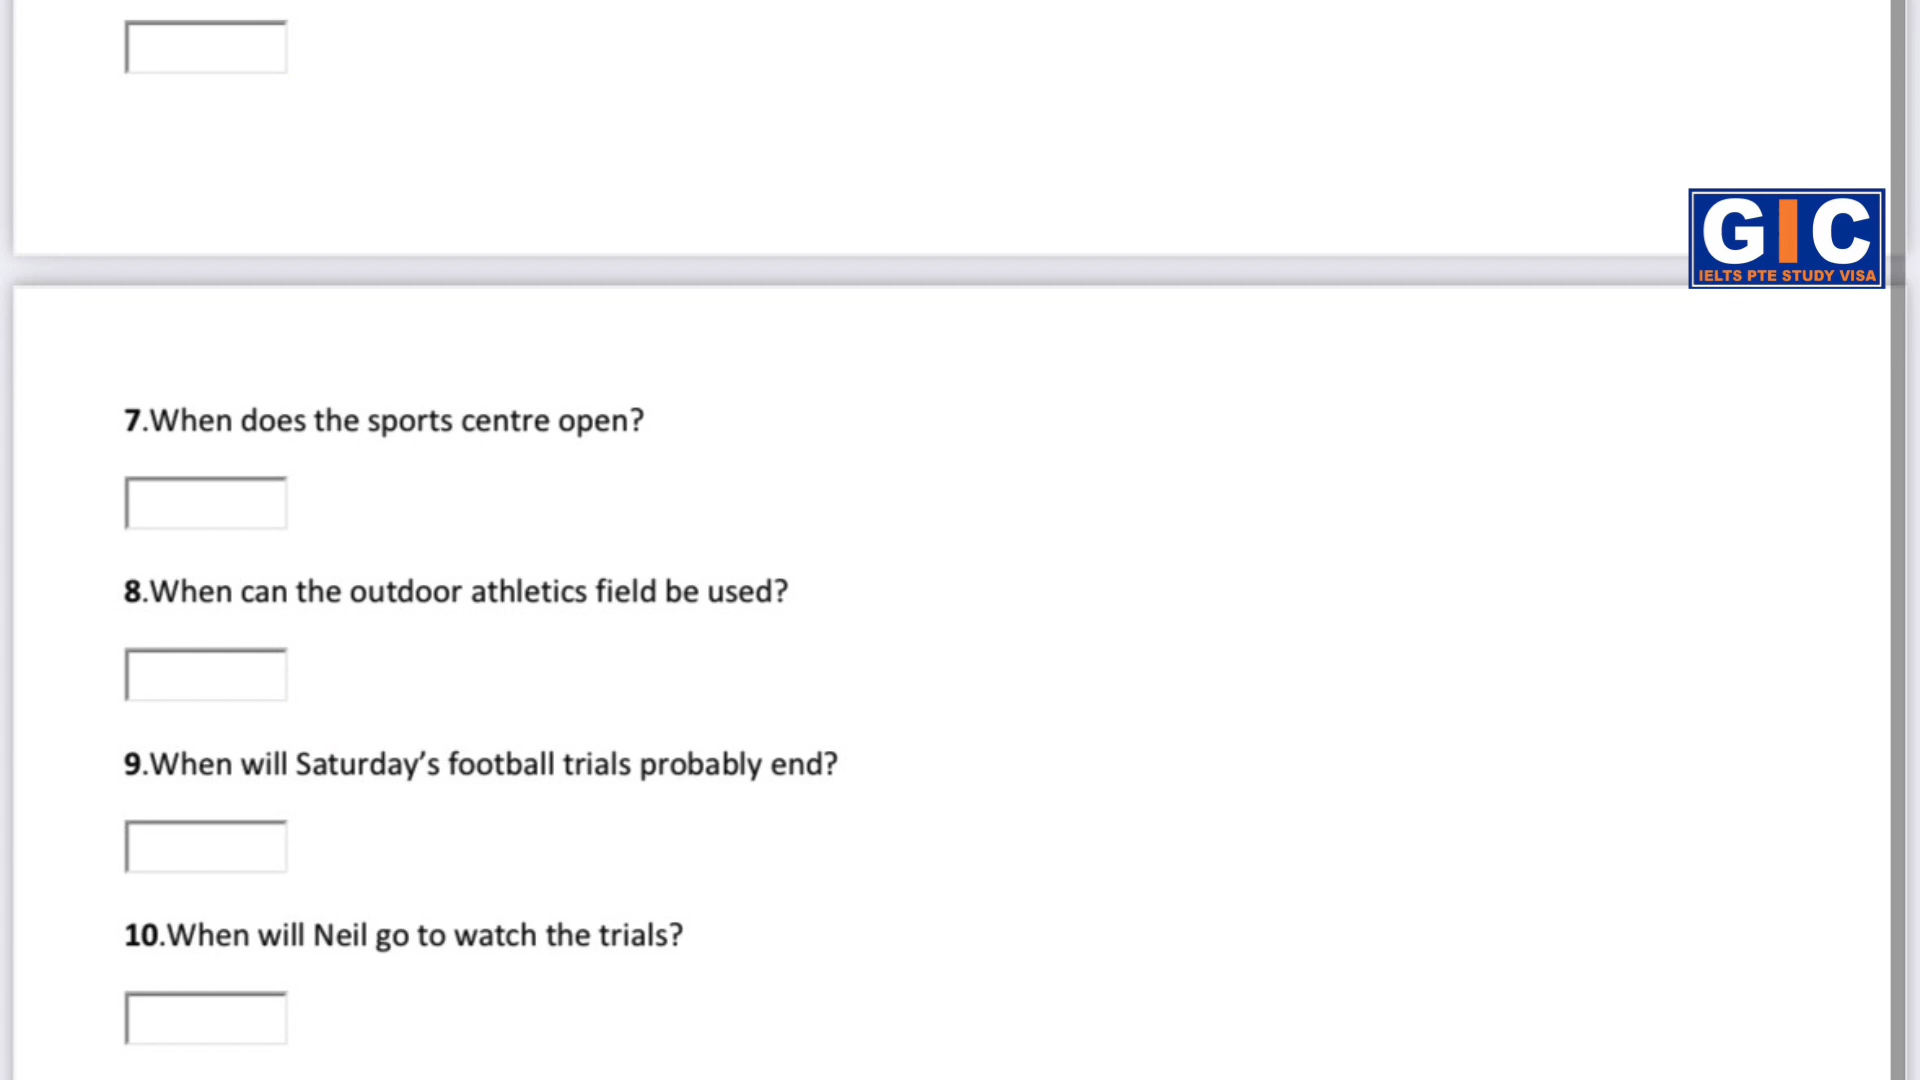 GIC
IELTS PTE STUDY VISA
7.When does the sports centre open?
8.When can the outdoor athletics field be used?
9.When will Saturday’s football trials probably end?
10.When will Neil go to watch the trials?